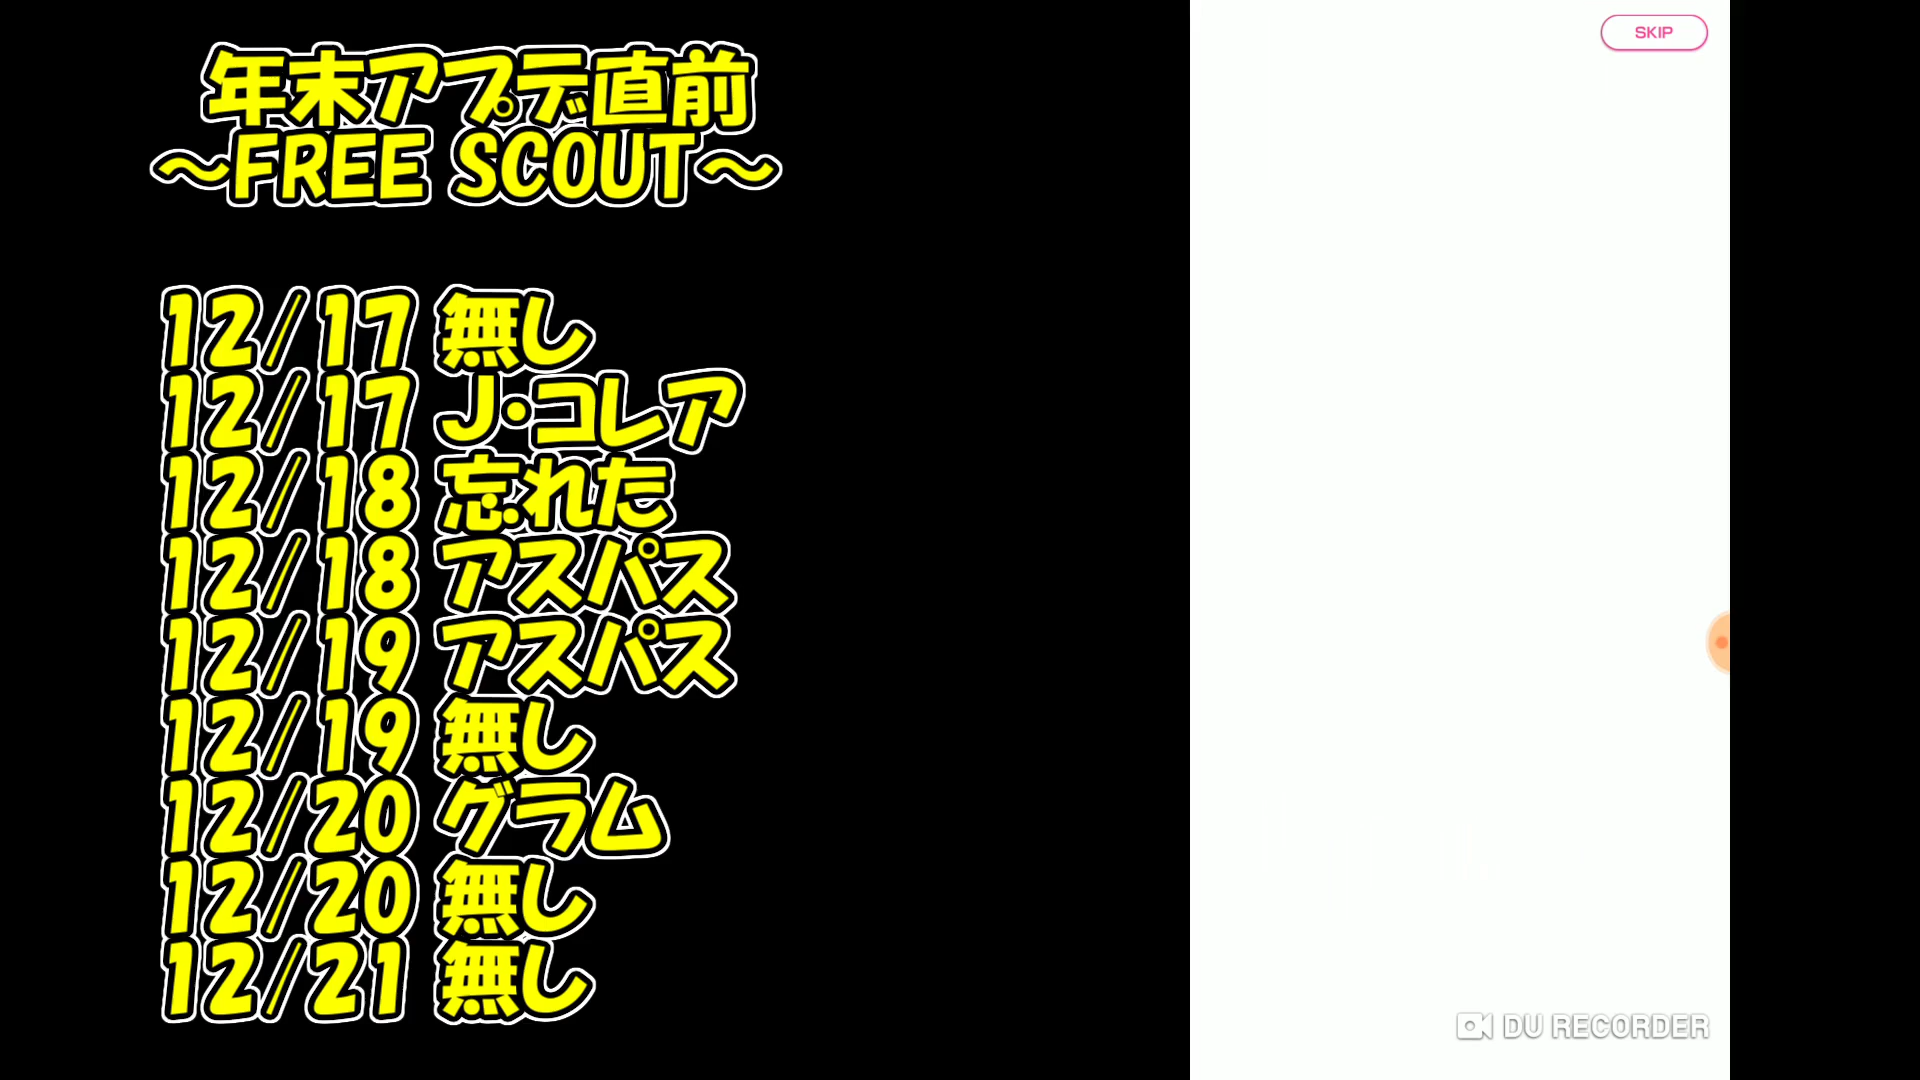 年末アプデ直前
～FREE SCOUT～
12/17 無し
12/17 J・コレア
12/18 忘れた
12/18 アスパス
12/19 アスパス
12/19 無し
12/20 グラム
12/20 無し
12/21 無し
SKIP
DU RECORDER